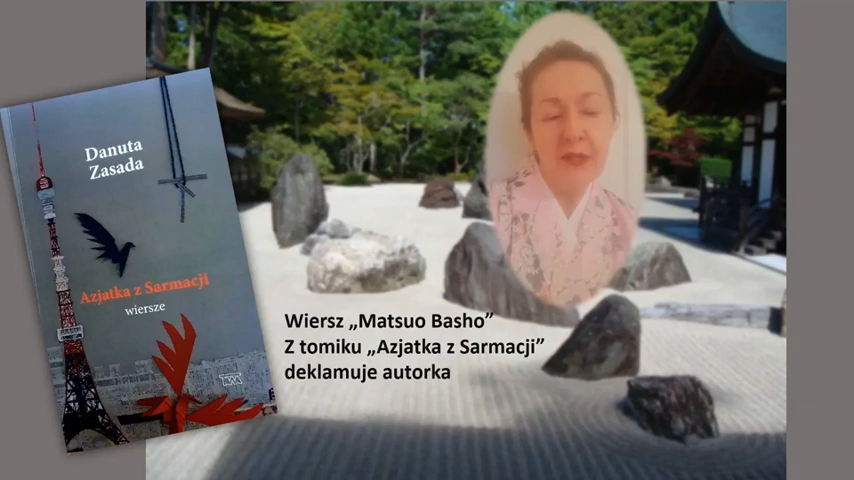 Danuta
Zasada
Azjatka z Sarmacji
wiersze
Wiersz „Matsuo Basho”
Z tomiku „Azjatka z Sarmacji”
deklamuje autorka